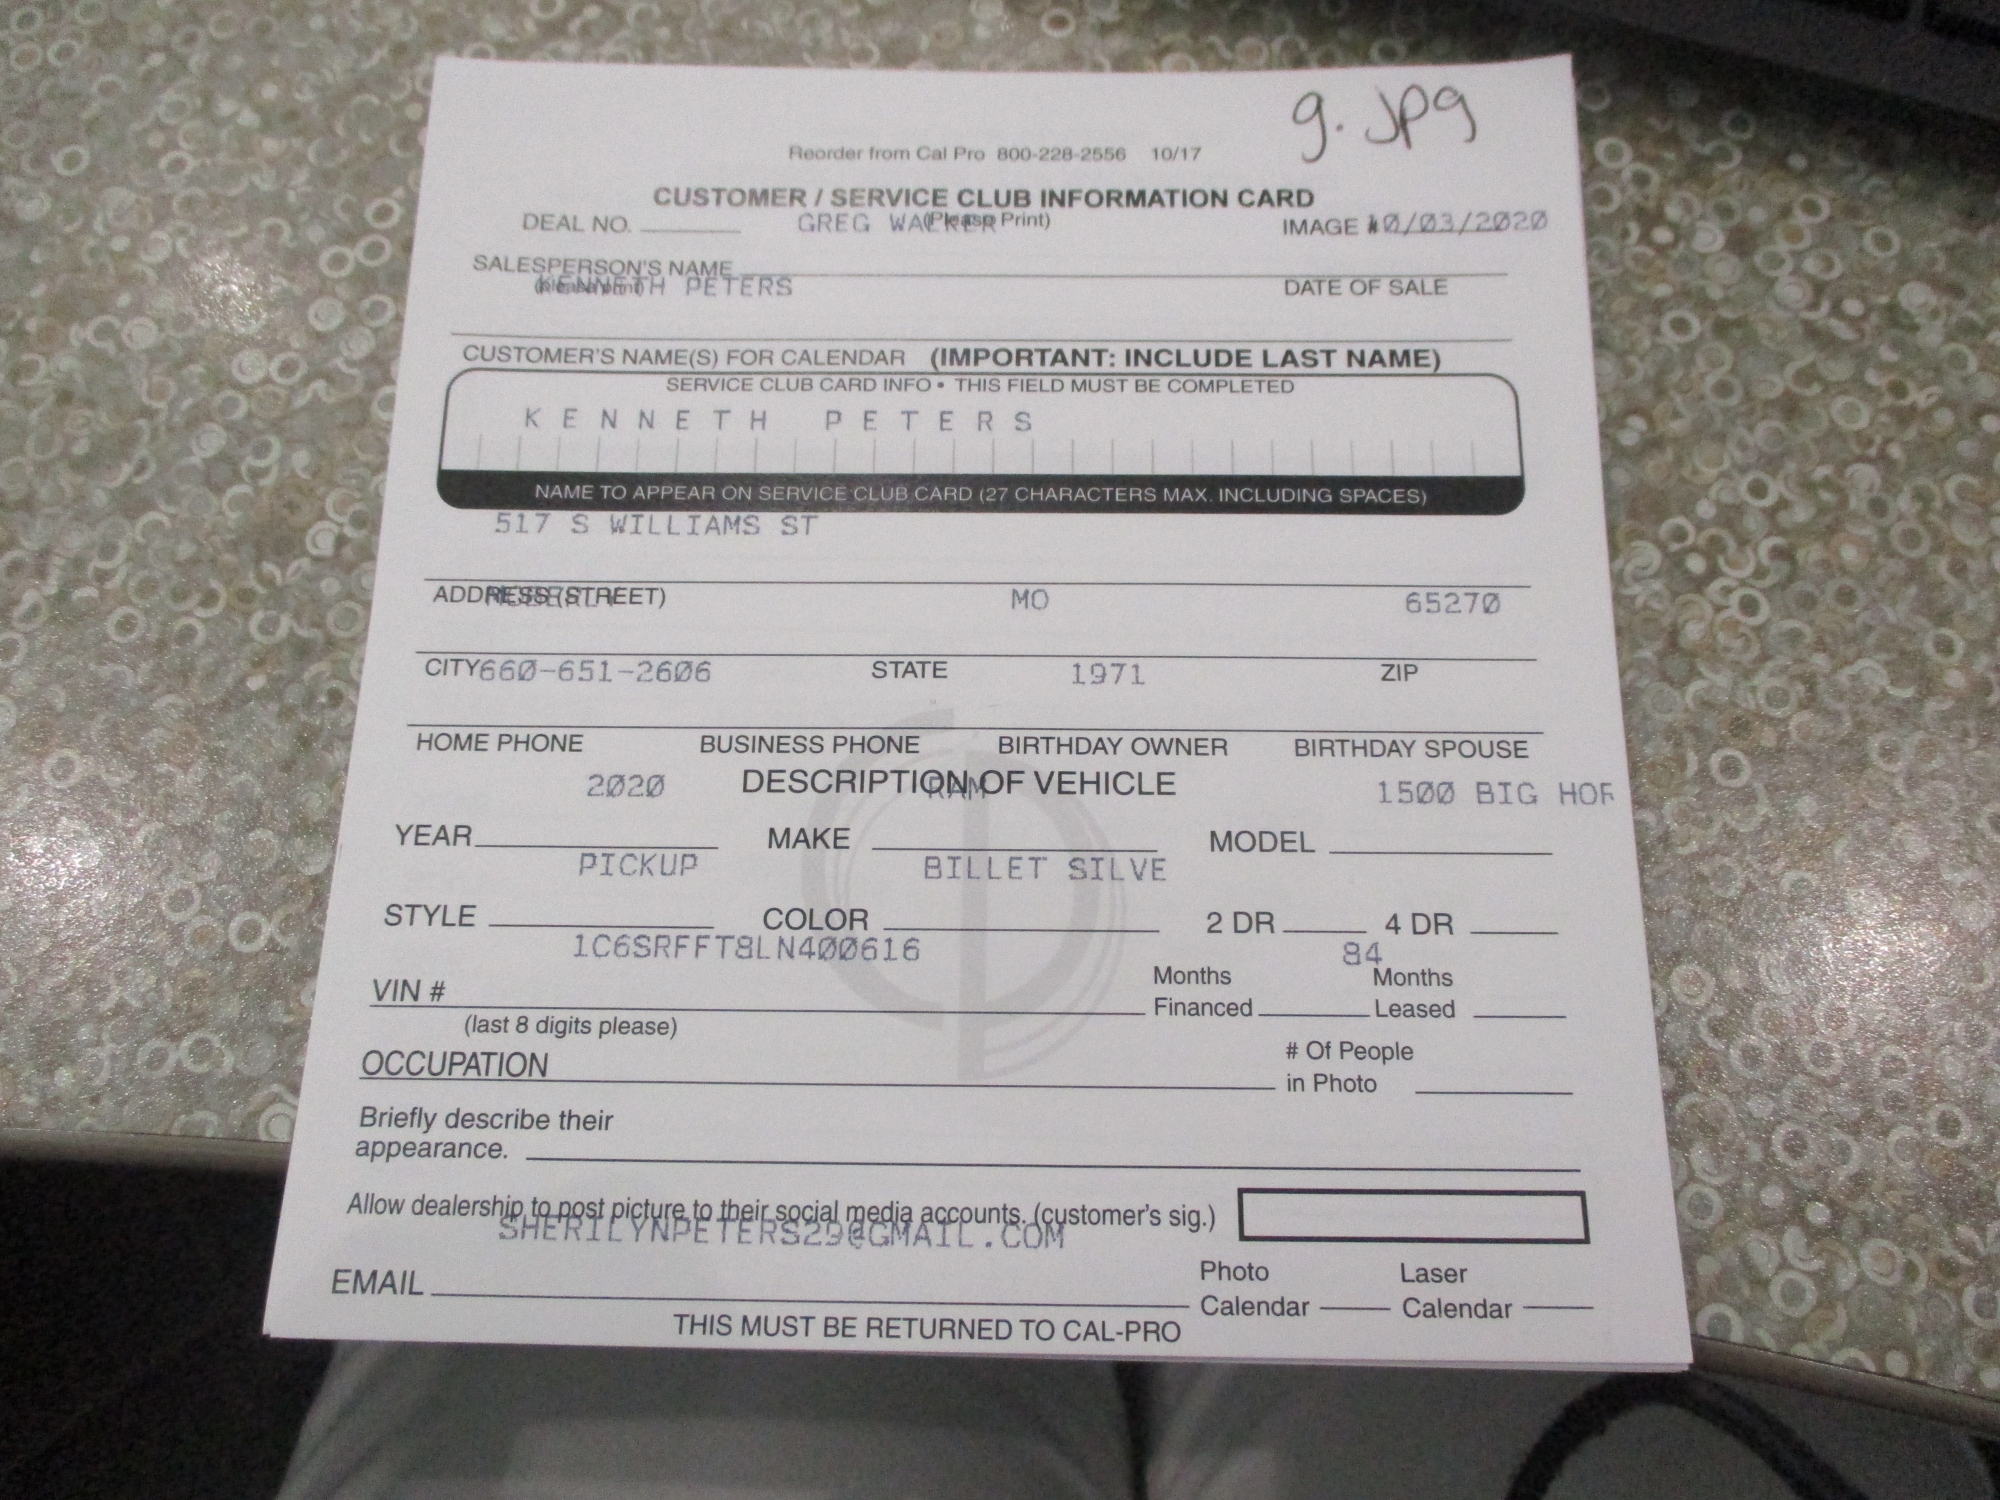 g.jpg
Reorder from Cal Pro 800-228-2556 10/17
CUSTOMER / SERVICE CLUB INFORMATION CARD
(Please Print)
DEAL NO. GREG WALKER IMAGE # 10/03/2020
SALESPERSON'S NAME
(please print) KENNETH PETERS DATE OF SALE
CUSTOMER'S NAME(S) FOR CALENDAR (IMPORTANT: INCLUDE LAST NAME)
SERVICE CLUB CARD INFO • THIS FIELD MUST BE COMPLETED
KENNETH PETERS
NAME TO APPEAR ON SERVICE CLUB CARD (27 CHARACTERS MAX. INCLUDING SPACES)
517 S WILLIAMS ST
ADDRESS (STREET) MOBERLY MO 65270
CITY 660-651-2606 STATE 1971 ZIP
HOME PHONE BUSINESS PHONE BIRTHDAY OWNER BIRTHDAY SPOUSE
DESCRIPTION OF VEHICLE
2020 RAM 1500 BIG HOR
YEAR MAKE MODEL
PICKUP BILLET SILVE
STYLE COLOR 2 DR 4 DR
1C6SRFFT8LN400616 84
VIN # Months Financed Months Leased
(last 8 digits please)
OCCUPATION # Of People in Photo
Briefly describe their
appearance.
Allow dealership to post picture to their social media accounts. (customer's sig.)
SHERILYNPETERS29@GMAIL.COM
EMAIL Photo Calendar Laser Calendar
THIS MUST BE RETURNED TO CAL-PRO